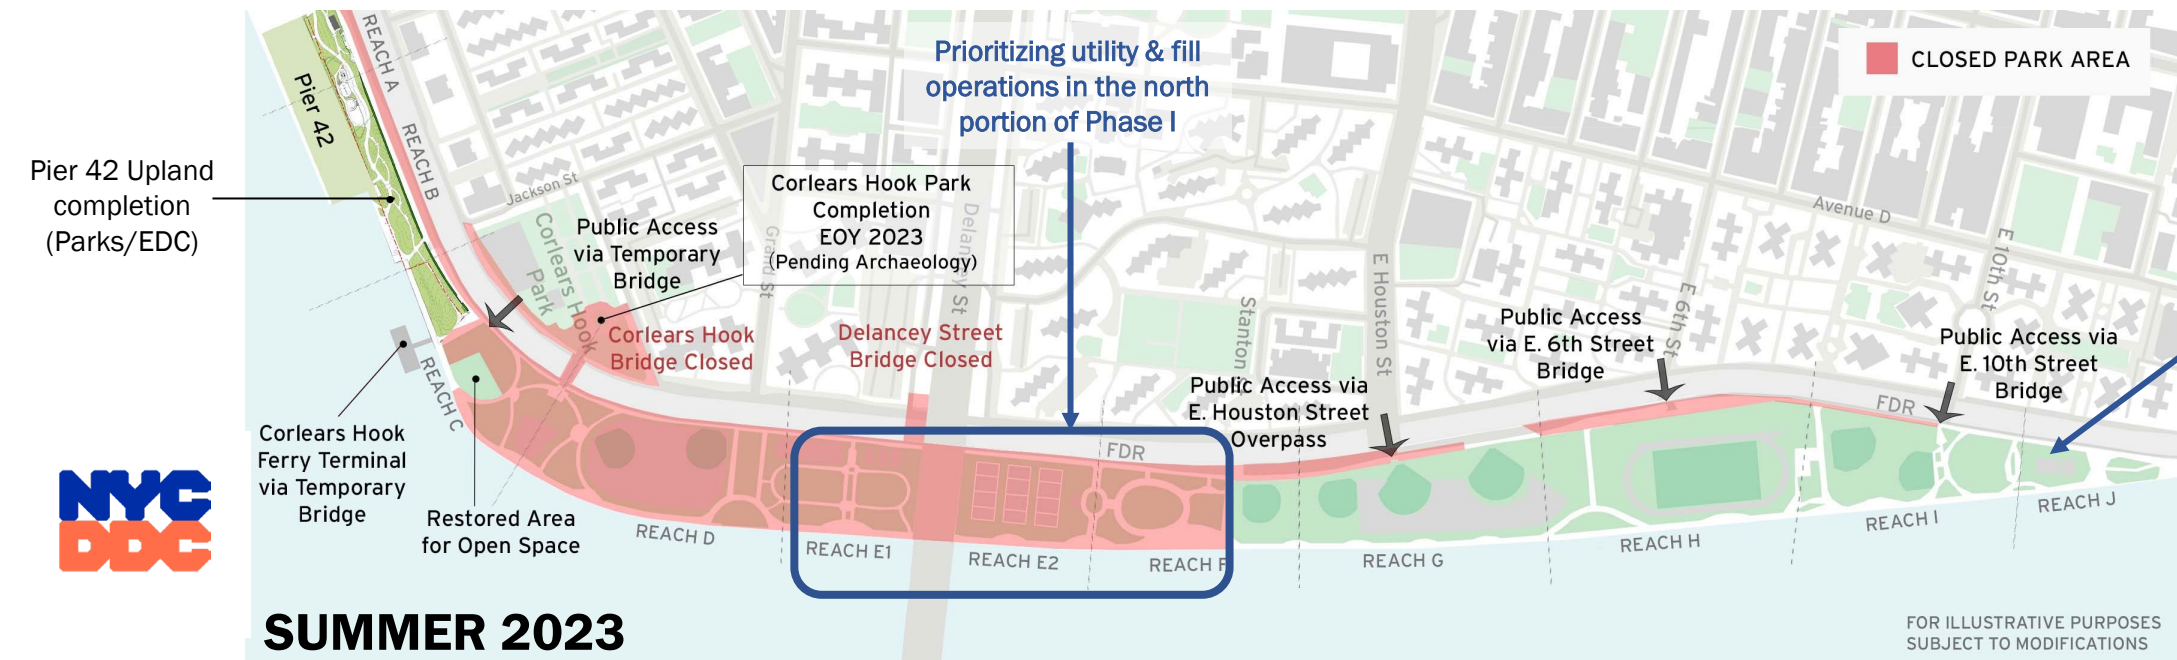 REACH A
Pier 42
REACH B
Pier 42 Upland
completion
(Parks/EDC)
Jackson St
Corlears Hook
Park
Public Access
via Temporary
Bridge
Corlears Hook Park
Completion
EOY 2023
(Pending Archaeology)
Grand St
Delancey St
Prioritizing utility & fill
operations in the north
portion of Phase I
CLOSED PARK AREA
Avenue D
E 10th St
E 6th St
E Houston St
Stanton
Corlears Hook
Bridge Closed
Delancey Street
Bridge Closed
Public Access via
E. Houston Street
Overpass
Public Access
via E. 6th Street
Bridge
Public Access via
E. 10th Street
Bridge
FDR
FDR
REACH C
Corlears Hook
Ferry Terminal
via Temporary
Bridge
Restored Area
for Open Space
REACH D
REACH E1
REACH E2
REACH F
REACH G
REACH H
REACH I
REACH J
NYC
DDC
SUMMER 2023
FOR ILLUSTRATIVE PURPOSES
SUBJECT TO MODIFICATIONS